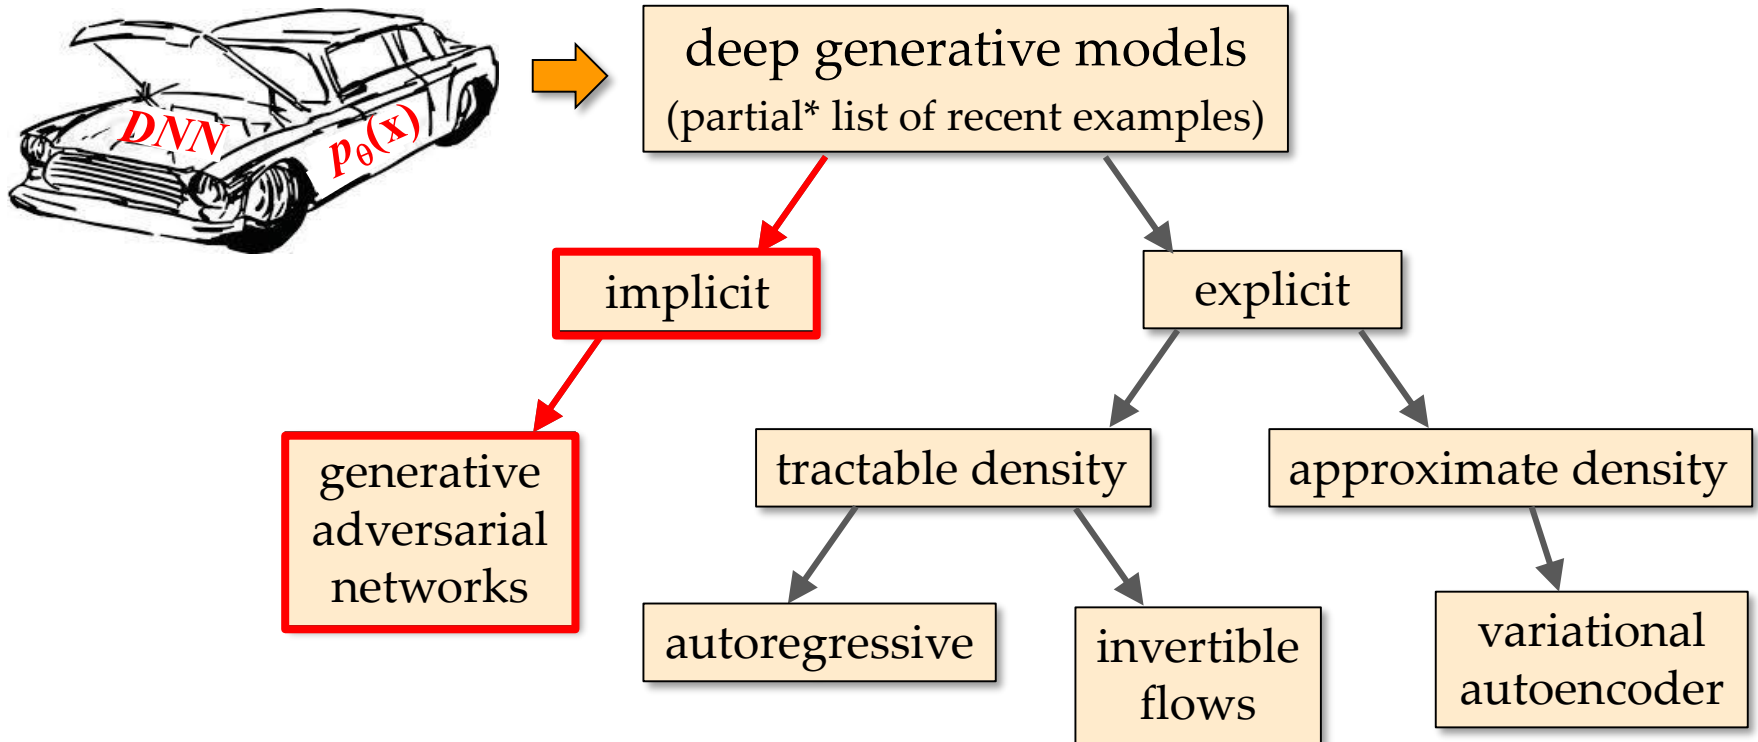 DNN
pθ(x)
deep generative models
(partial* list of recent examples)
implicit
explicit
generative
adversarial
networks
tractable density
approximate density
autoregressive
invertible
flows
variational
autoencoder